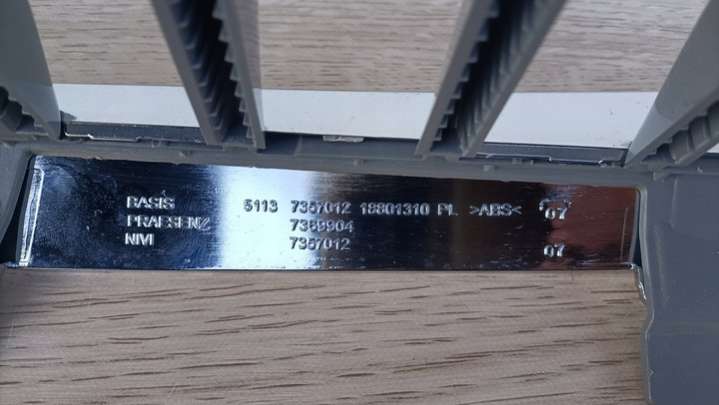 BASIS 5113 7357012 18801310 PL >ABS< 07
PRAESENZ 7359904
NIVI 7357012 07